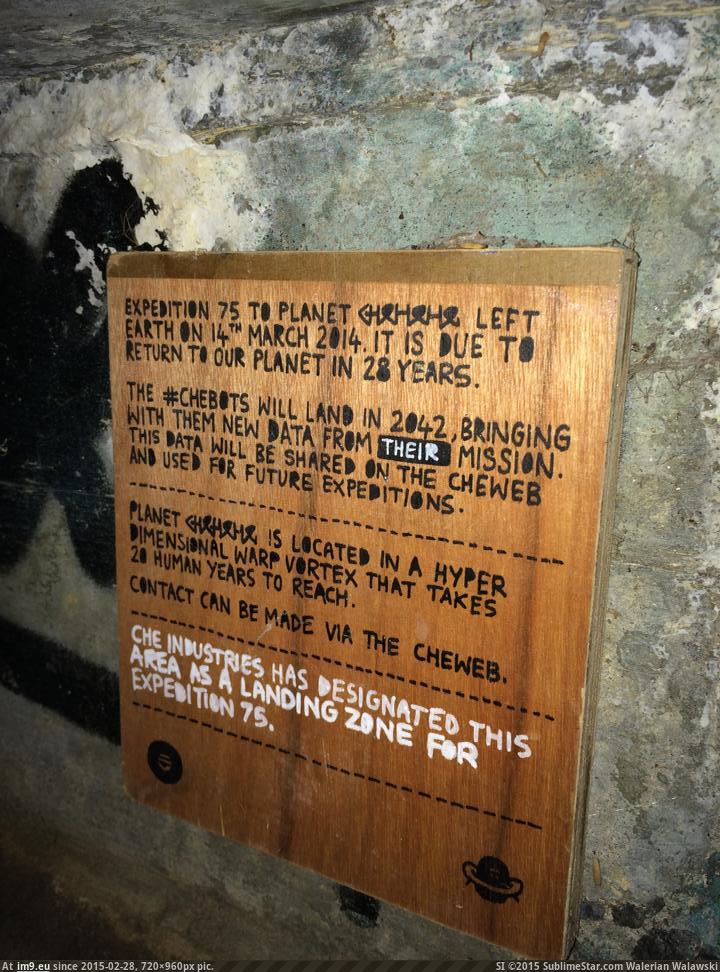 EXPEDITION 75 TO PLANET CHEHEHE LEFT
EARTH ON 14TH MARCH 2014. IT IS DUE TO
RETURN TO OUR PLANET IN 28 YEARS.
THE #CHEBOTS WILL LAND IN 2042, BRINGING
WITH THEM NEW DATA FROM THEIR MISSION.
THIS DATA WILL BE SHARED ON THE CHEWEB
AND USED FOR FUTURE EXPEDITIONS.
PLANET CHEHEHE IS LOCATED IN A HYPER
DIMENSIONAL WARP VORTEX THAT TAKES
20 HUMAN YEARS TO REACH.
CONTACT CAN BE MADE VIA THE CHEWEB.
CHE INDUSTRIES HAS DESIGNATED THIS
AREA AS A LANDING ZONE FOR
EXPEDITION 75.
At im9.eu since 2015-02-28, 720×960px pic.
SI ©2015 SublimeStar.com Walerian Walawski